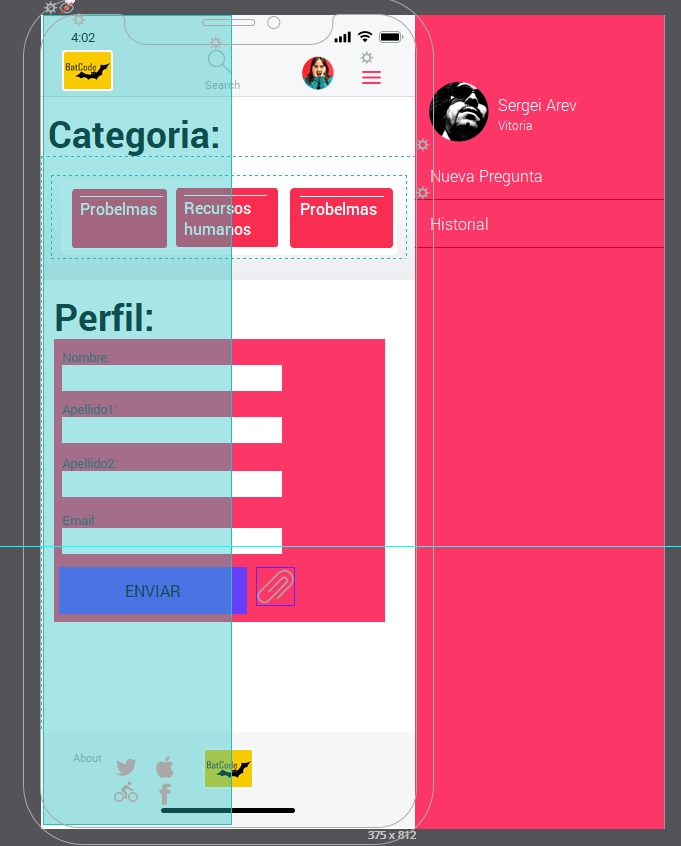 4:02
BatCode
Search
Sergei Arev
Vitoria
Categoria:
Nueva Pregunta
Probelmas
Recursos
humanos
Probelmas
Historial
Perfil:
Nombre:
Apellido1:
Apellido2:
Email:
ENVIAR
About
BatCode
375 x 812